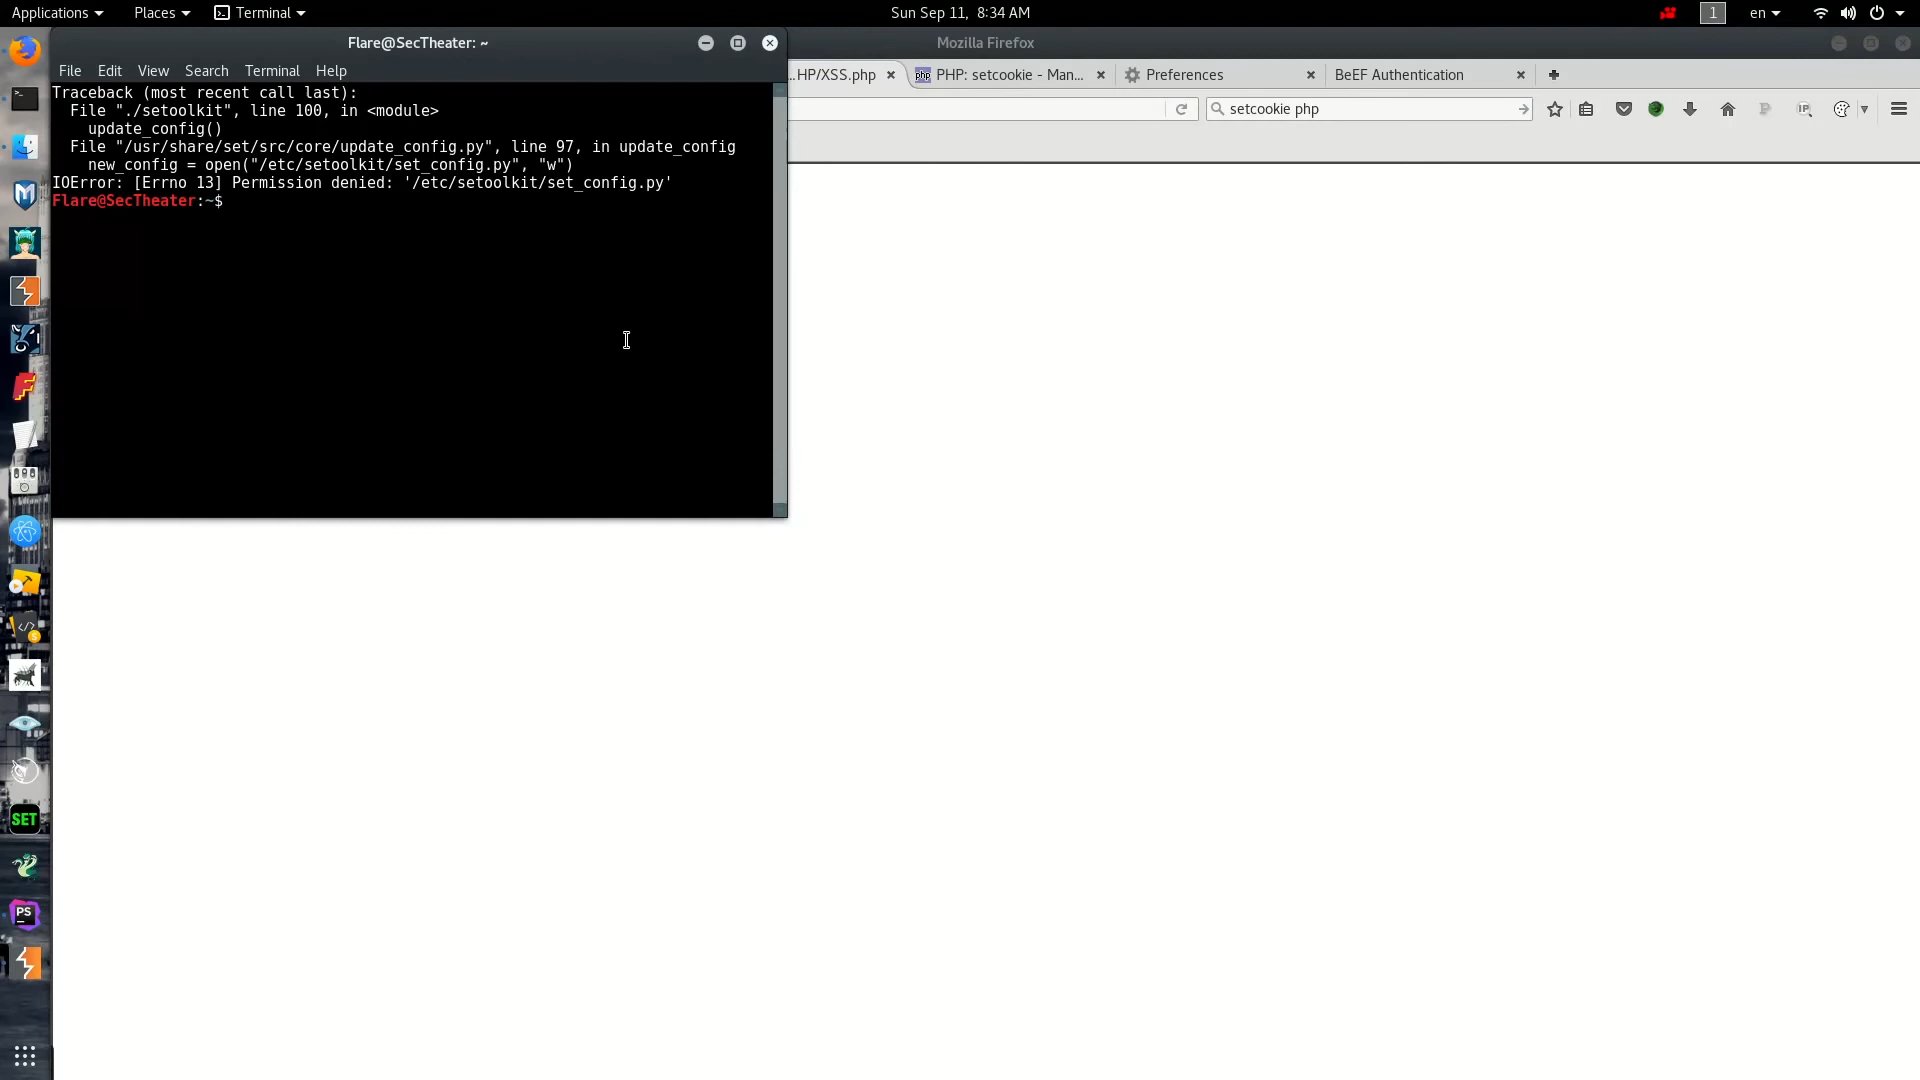 Applications
Places
Terminal
Sun Sep 11, 8:34 AM
1
en
Flare@SecTheater: ~
Mozilla Firefox
File Edit View Search Terminal Help
...HP/XSS.php
PHP: setcookie - Man...
Preferences
BeEF Authentication
setcookie php
Traceback (most recent call last):
  File "./setoolkit", line 100, in <module>
    update_config()
  File "/usr/share/set/src/core/update_config.py", line 97, in update_config
    new_config = open("/etc/setoolkit/set_config.py", "w")
IOError: [Errno 13] Permission denied: '/etc/setoolkit/set_config.py'
Flare@SecTheater:~$
php
IP
SET
PS